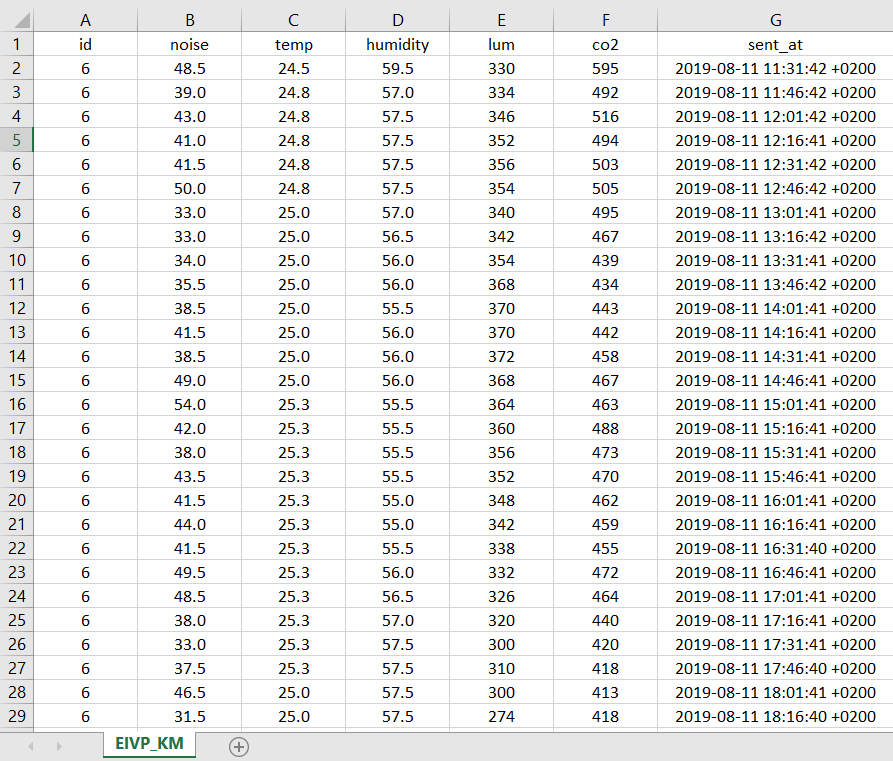 A B C D E F G
1 id noise temp humidity lum co2 sent_at
2 6 48.5 24.5 59.5 330 595 2019-08-11 11:31:42 +0200
3 6 39.0 24.8 57.0 334 492 2019-08-11 11:46:42 +0200
4 6 43.0 24.8 57.5 346 516 2019-08-11 12:01:42 +0200
5 6 41.0 24.8 57.5 352 494 2019-08-11 12:16:41 +0200
6 6 41.5 24.8 57.5 356 503 2019-08-11 12:31:42 +0200
7 6 50.0 24.8 57.5 354 505 2019-08-11 12:46:42 +0200
8 6 33.0 25.0 57.0 340 495 2019-08-11 13:01:41 +0200
9 6 33.0 25.0 56.5 342 467 2019-08-11 13:16:42 +0200
10 6 34.0 25.0 56.0 354 439 2019-08-11 13:31:41 +0200
11 6 35.5 25.0 56.0 368 434 2019-08-11 13:46:42 +0200
12 6 38.5 25.0 55.5 370 443 2019-08-11 14:01:41 +0200
13 6 41.5 25.0 56.0 370 442 2019-08-11 14:16:41 +0200
14 6 38.5 25.0 56.0 372 458 2019-08-11 14:31:41 +0200
15 6 49.0 25.0 56.0 368 467 2019-08-11 14:46:41 +0200
16 6 54.0 25.3 55.5 364 463 2019-08-11 15:01:41 +0200
17 6 42.0 25.3 55.5 360 488 2019-08-11 15:16:41 +0200
18 6 38.0 25.3 55.5 356 473 2019-08-11 15:31:41 +0200
19 6 43.5 25.3 55.5 352 470 2019-08-11 15:46:41 +0200
20 6 41.5 25.3 55.0 348 462 2019-08-11 16:01:41 +0200
21 6 44.0 25.3 55.0 342 459 2019-08-11 16:16:41 +0200
22 6 41.5 25.3 55.5 338 455 2019-08-11 16:31:40 +0200
23 6 49.5 25.3 56.0 332 472 2019-08-11 16:46:41 +0200
24 6 48.5 25.3 56.5 326 464 2019-08-11 17:01:41 +0200
25 6 38.0 25.3 57.0 320 440 2019-08-11 17:16:41 +0200
26 6 33.0 25.3 57.5 300 420 2019-08-11 17:31:41 +0200
27 6 37.5 25.3 57.5 310 418 2019-08-11 17:46:40 +0200
28 6 46.5 25.0 57.5 300 413 2019-08-11 18:01:41 +0200
29 6 31.5 25.0 57.5 274 418 2019-08-11 18:16:40 +0200
EIVP_KM